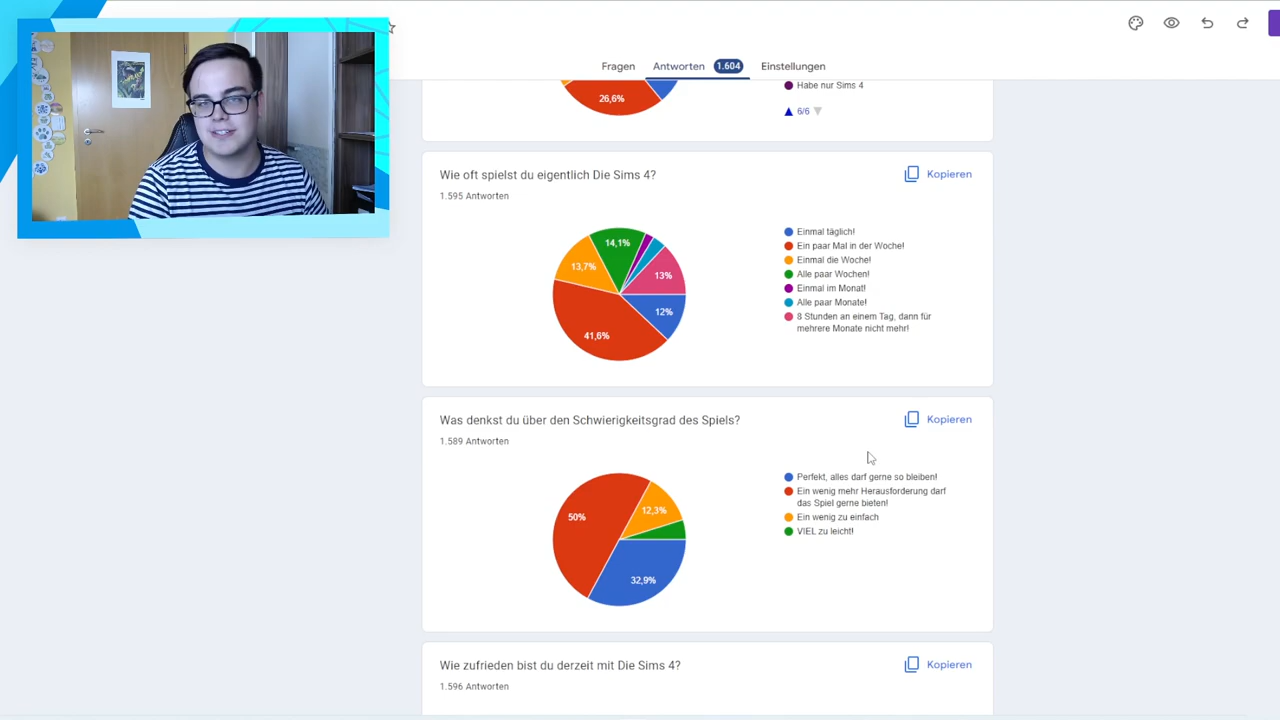 Fragen
Antworten 1.604
Einstellungen
26,6%
Habe nur Sims 4
6/6
Wie oft spielst du eigentlich Die Sims 4?
Kopieren
1.595 Antworten
14,1%
13,7%
13%
12%
41,6%
Einmal täglich!
Ein paar Mal in der Woche!
Einmal die Woche!
Alle paar Wochen!
Einmal im Monat!
Alle paar Monate!
8 Stunden an einem Tag, dann für
mehrere Monate nicht mehr!
Was denkst du über den Schwierigkeitsgrad des Spiels?
Kopieren
1.589 Antworten
50%
12,3%
32,9%
Perfekt, alles darf gerne so bleiben!
Ein wenig mehr Herausforderung darf
das Spiel gerne bieten!
Ein wenig zu einfach
VIEL zu leicht!
Wie zufrieden bist du derzeit mit Die Sims 4?
Kopieren
1.596 Antworten